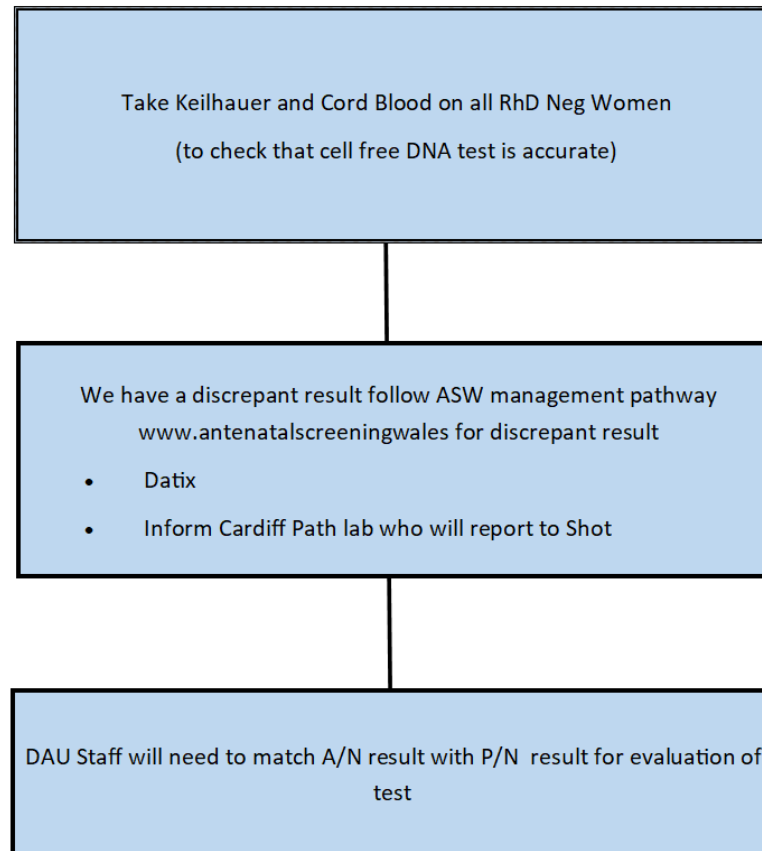 Take Keilhauer and Cord Blood on all RhD Neg Women
(to check that cell free DNA test is accurate)
We have a discrepant result follow ASW management pathway
www.antenatalscreeningwales for discrepant result
• Datix
• Inform Cardiff Path lab who will report to Shot
DAU Staff will need to match A/N result with P/N result for evaluation of
test